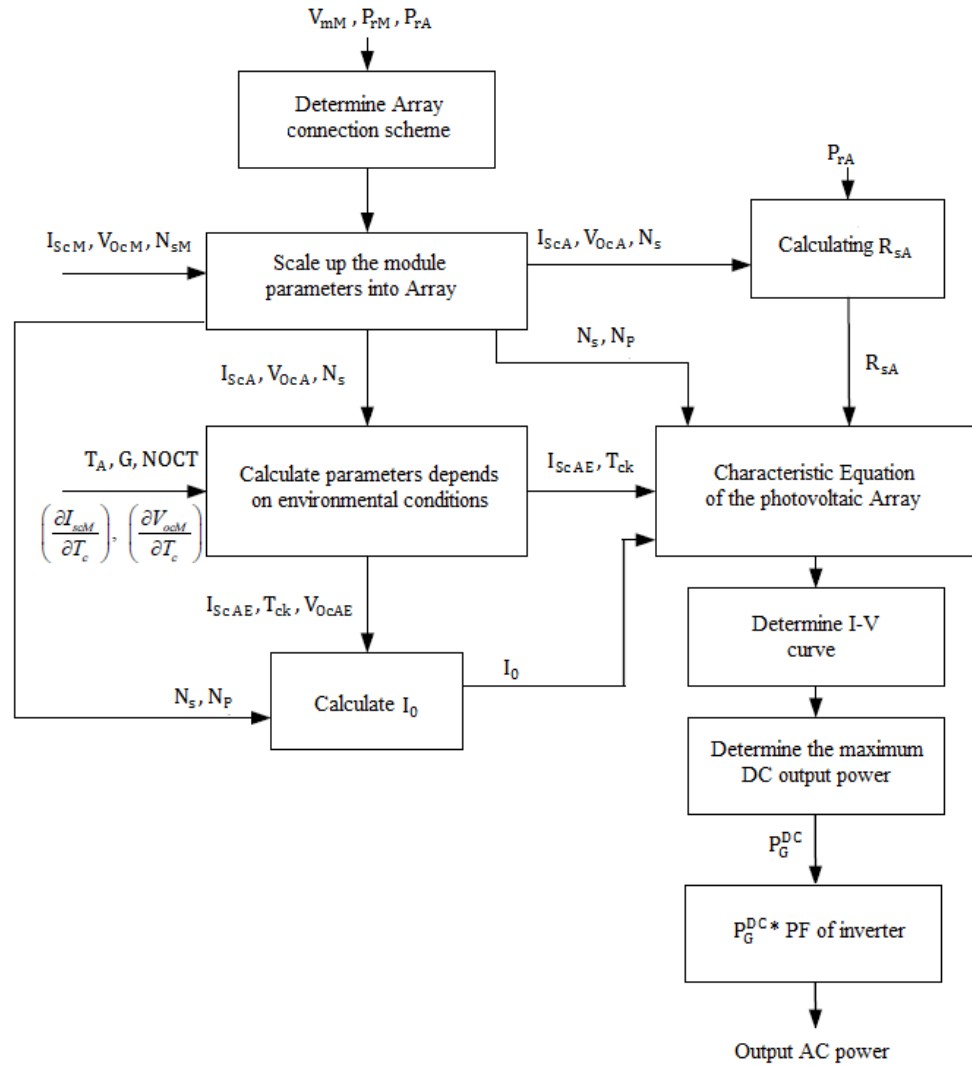 V_mM , P_rM , P_rA
Determine Array
connection scheme
P_rA
I_ScM, V_OcM, N_sM
Scale up the module
parameters into Array
I_ScA, V_OcA, N_s
Calculating R_sA
N_s, N_P
I_ScA, V_OcA, N_s
R_sA
T_A, G, NOCT
(∂I_scM/∂T_c), (∂V_ocM/∂T_c)
Calculate parameters depends
on environmental conditions
I_ScAE, T_ck
Characteristic Equation
of the photovoltaic Array
I_ScAE, T_ck, V_OcAE
Determine I-V
curve
N_s, N_P
Calculate I_0
I_0
Determine the maximum
DC output power
P_G^DC
P_G^DC * PF of inverter
Output AC power